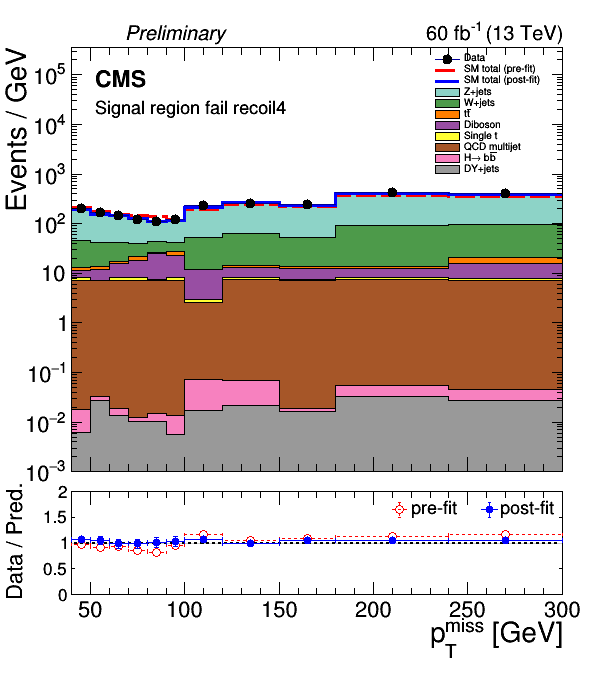 Preliminary 60 fb⁻¹ (13 TeV)
Events / GeV
CMS
Signal region fail recoil4
Data
SM total (pre-fit)
SM total (post-fit)
Z+jets
W+jets
tt̅
Diboson
Single t
QCD multijet
H→ bb̅
DY+jets
10⁵
10⁴
10³
10²
10
1
10⁻¹
10⁻²
10⁻³
Data / Pred.
pre-fit post-fit
2
1.5
1
0.5
0
50 100 150 200 250 300
p_T^miss [GeV]